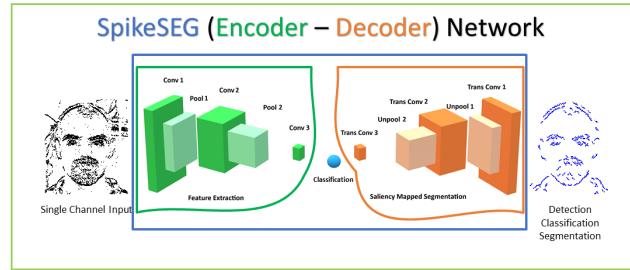 SpikeSEG (Encoder – Decoder) Network
Conv 1
Pool 1
Conv 2
Pool 2
Conv 3
Feature Extraction
Classification
Trans Conv 3
Unpool 2
Trans Conv 2
Unpool 1
Trans Conv 1
Saliency Mapped Segmentation
Single Channel Input
Detection
Classification
Segmentation